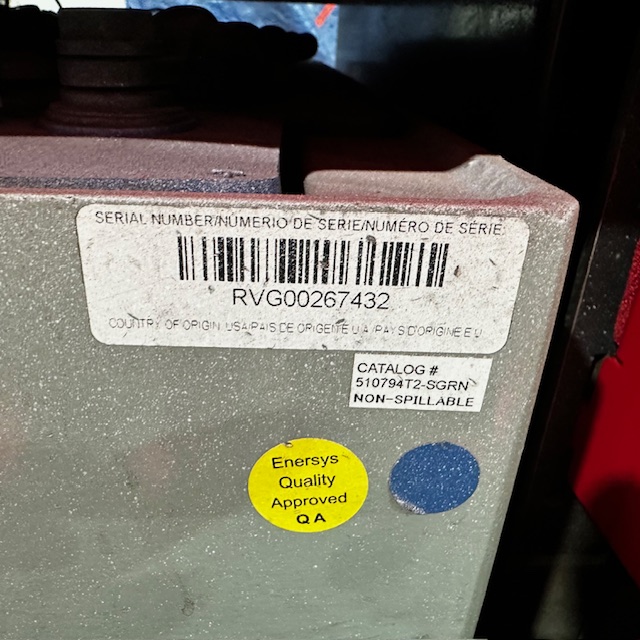 SERIAL NUMBER/NÚMERIO DE SERIE/NUMÉRO DE SÉRIE
RVG00267432
COUNTRY OF ORIGIN USA/PAIS DE ORIGEN E.U.A./PAYS D'ORIGINE E.U.
CATALOG #
510794T2-SGRN
NON-SPILLABLE
Enersys
Quality
Approved
QA